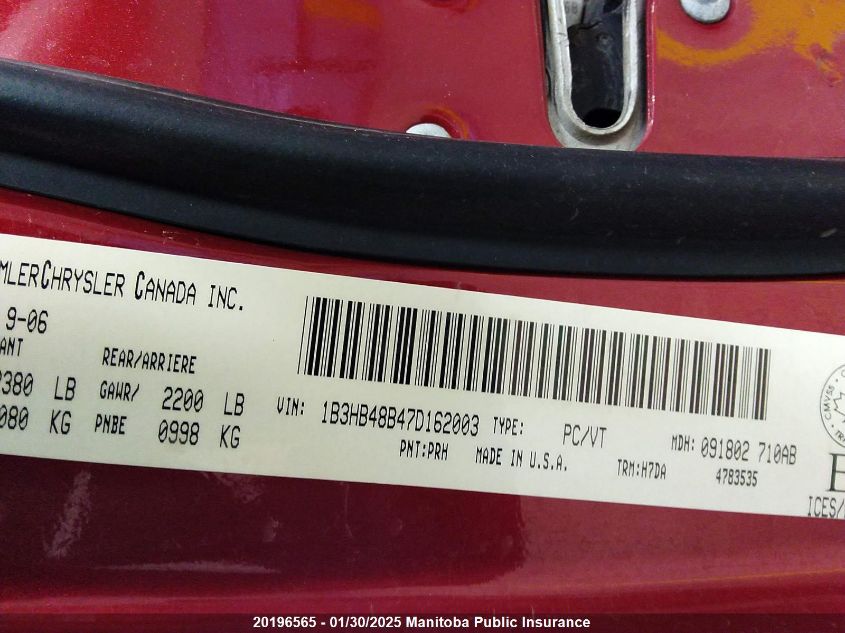 MLERCHRYSLER CANADA INC.
9-06
ANT REAR/ARRIERE
380 LB GAWR/ 2200 LB
080 KG PNBE 0998 KG
VIN: 1B3HB48B47D162003 TYPE: PC/VT MDH: 091802 710AB
PNT:PRH MADE IN U.S.A. TRM:H7DA 4783535
CMVS
ICES/
20196565 - 01/30/2025 Manitoba Public Insurance